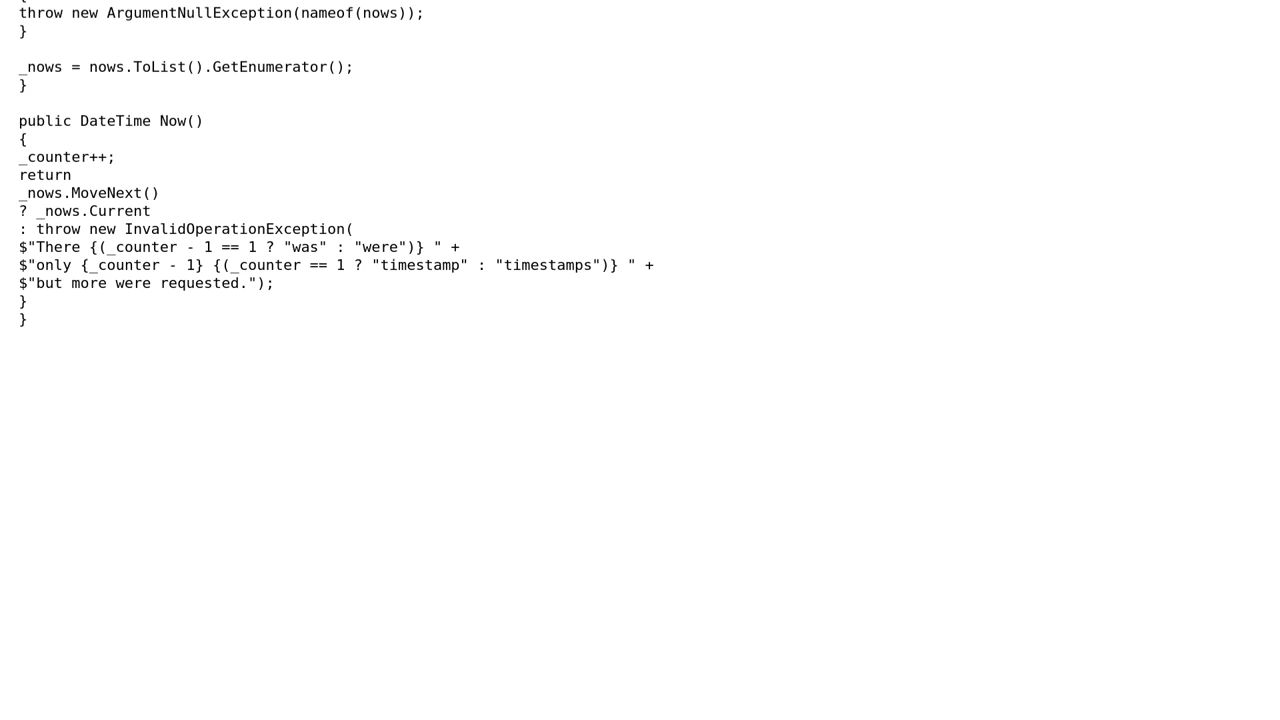 throw new ArgumentNullException(nameof(nows));
}

_nows = nows.ToList().GetEnumerator();
}

public DateTime Now()
{
_counter++;
return
_nows.MoveNext()
? _nows.Current
: throw new InvalidOperationException(
$"There {(_counter - 1 == 1 ? "was" : "were")} " +
$"only {_counter - 1} {(_counter == 1 ? "timestamp" : "timestamps")} " +
$"but more were requested.");
}
}